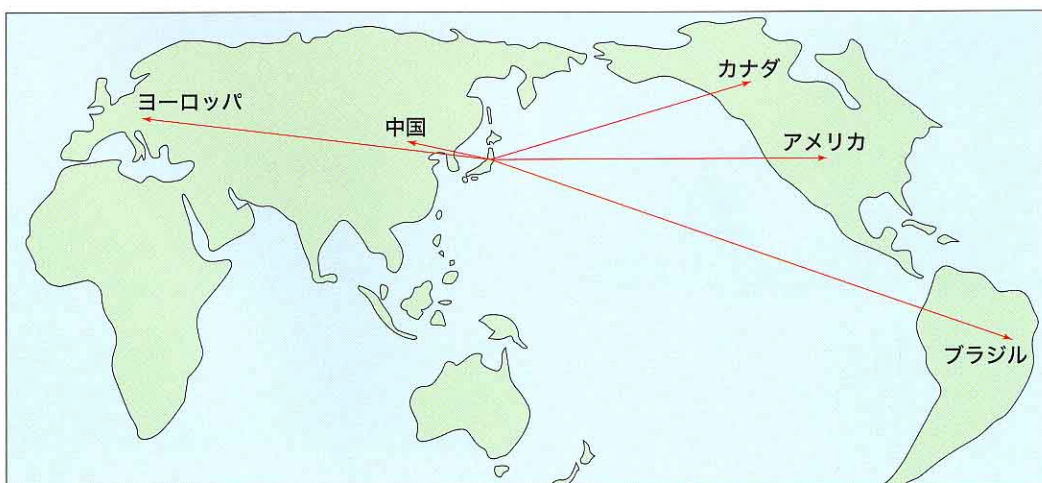 カナダ
ヨーロッパ
中国
アメリカ
ブラジル